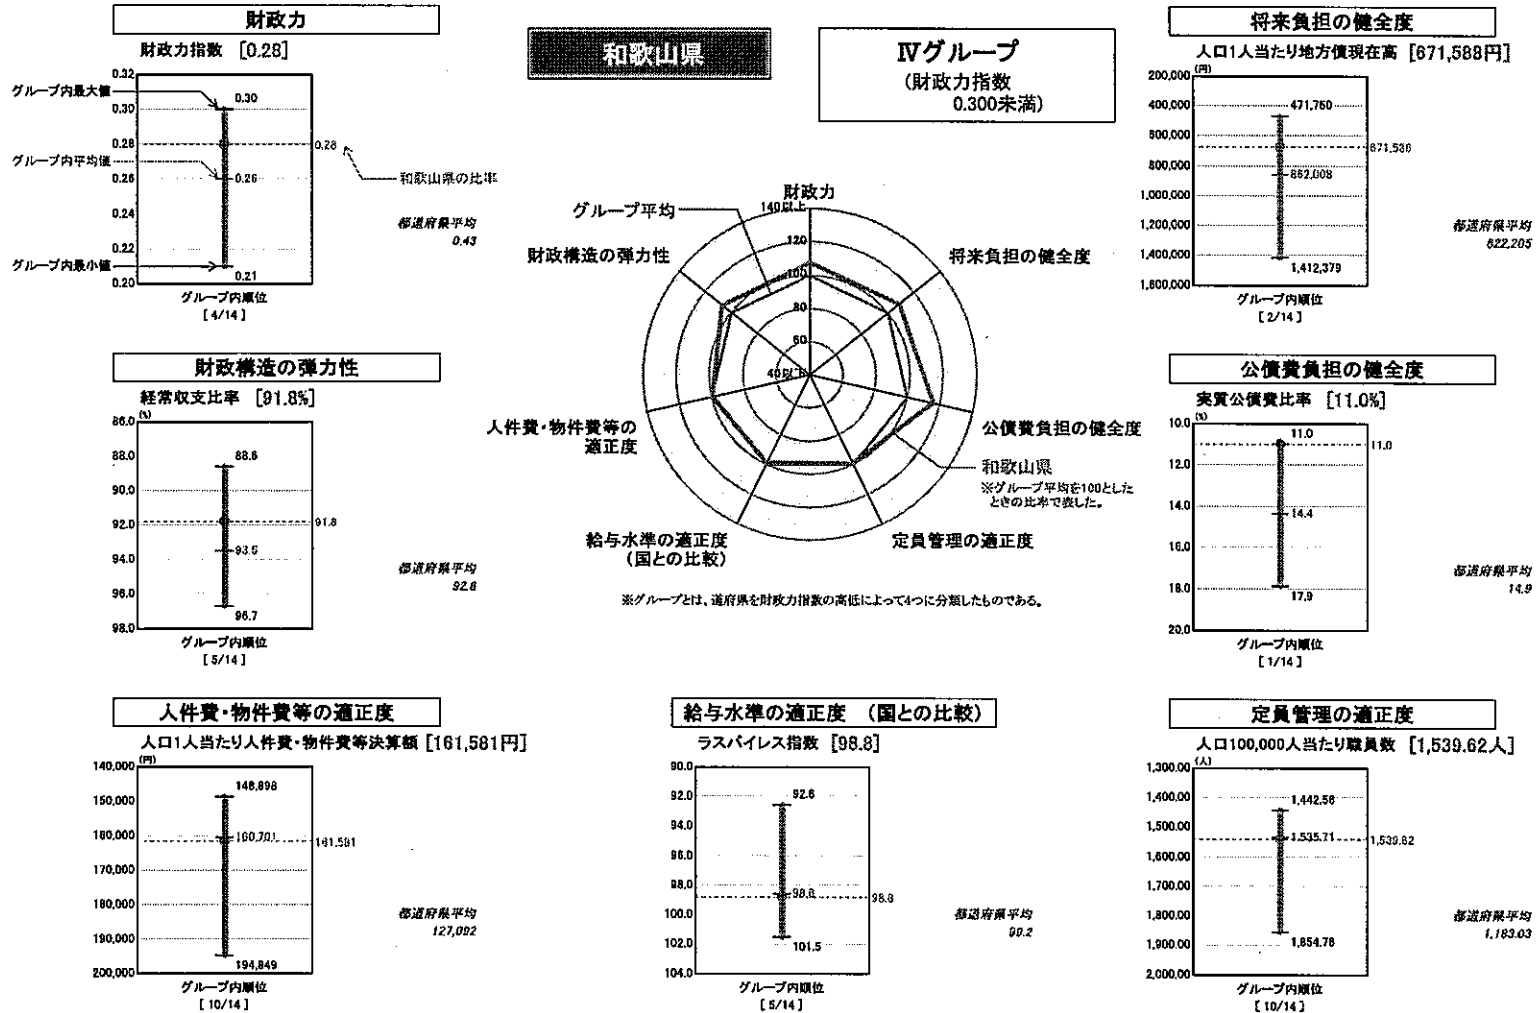 財政力
財政力指数 [0.28]
0.32
0.30
0.28
0.26
0.24
0.22
0.20
グループ内最大値
グループ内平均値
グループ内最小値
0.30
0.26
0.21
0.28
和歌山県の比率
都道府県平均
0.43
グループ内順位
[4/14]
和歌山県
Ⅳグループ
(財政力指数
0.300未満)
将来負担の健全度
人口1人当たり地方債現在高 [671,588円]
(円)
200,000
400,000
600,000
800,000
1,000,000
1,200,000
1,400,000
1,600,000
471,760
862,008
1,412,379
都道府県平均
グループ内順位
[2/14]
財政力
140以上
120
100
80
60
40以下
グループ平均
財政構造の弾力性
将来負担の健全度
人件費・物件費等の
適正度
公債費負担の健全度
和歌山県
※グループ平均を100とした
ときの比率で表した。
給与水準の適正度
(国との比較)
定員管理の適正度
※グループとは、道府県を財政力指数の高低によって4つに分類したものである。
財政構造の弾力性
経常収支比率 [91.8%]
(%)
86.0
88.0
90.0
92.0
94.0
96.0
98.0
88.6
93.5
96.7
91.8
都道府県平均
92.6
グループ内順位
[5/14]
公債費負担の健全度
実質公債費比率 [11.0%]
(%)
10.0
12.0
14.0
16.0
18.0
20.0
11.0
14.4
17.9
11.0
都道府県平均
14.9
グループ内順位
[1/14]
人件費・物件費等の適正度
人口1人当たり人件費・物件費等決算額 [161,581円]
(円)
140,000
150,000
160,000
170,000
180,000
190,000
200,000
148,898
160,701
194,849
161,581
都道府県平均
127,092
グループ内順位
[10/14]
給与水準の適正度 (国との比較)
ラスパイレス指数 [98.8]
90.0
92.0
94.0
96.0
98.0
100.0
102.0
104.0
92.6
101.5
98.8
都道府県平均
グループ内順位
[5/14]
定員管理の適正度
人口100,000人当たり職員数 [1,539.62人]
(人)
1,300.00
1,400.00
1,500.00
1,600.00
1,700.00
1,800.00
1,900.00
2,000.00
1,442.56
1,535.71
1,854.76
1,539.62
都道府県平均
1,183.03
グループ内順位
[10/14]